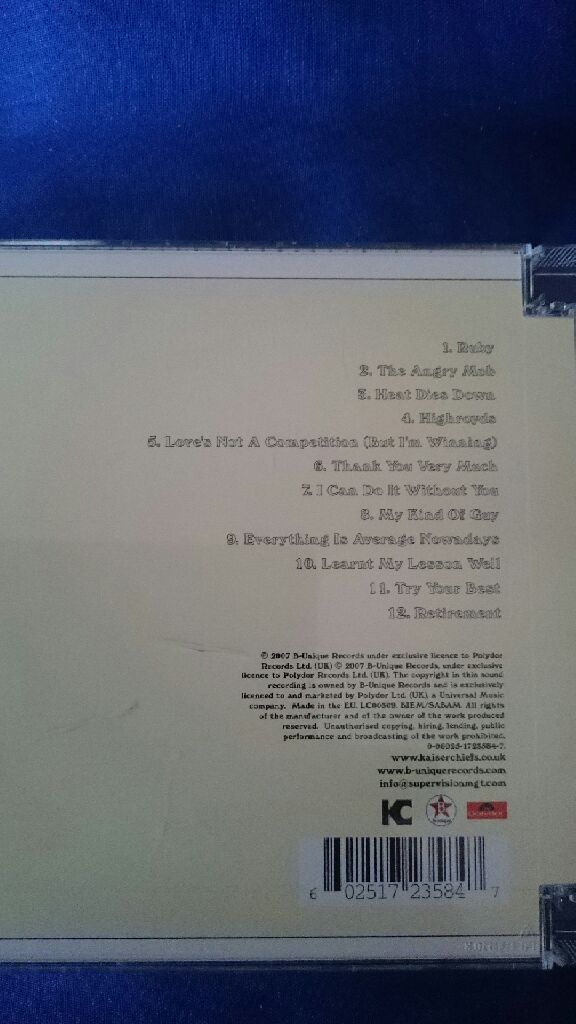 1. Ruby
2. The Angry Mob
3. Heat Dies Down
4. Highroyds
5. Love's Not A Competition (But I'm Winning)
6. Thank You Very Much
7. I Can Do It Without You
8. My Kind Of Guy
9. Everything Is Average Nowadays
10. Learnt My Lesson Well
11. Try Your Best
12. Retirement
℗ 2007 B-Unique Records under exclusive licence to Polydor
Records Ltd. (UK) © 2007 B-Unique Records, under exclusive
licence to Polydor Records Ltd. (UK). The copyright in this sound
recording is owned by B-Unique Records and is exclusively
licenced to and marketed by Polydor Ltd. (UK), a Universal Music
company. Made in the EU. LC00309. BIEM/SABAM. All rights
of the manufacturer and of the owner of the work produced
reserved. Unauthorised copying, hiring, lending, public
performance and broadcasting of the work prohibited.
0-06025-1723584-7.
www.kaiserchiefs.co.uk
www.b-uniquerecords.com
info@supervisionmgt.com
KC B
6 02517 23584 7